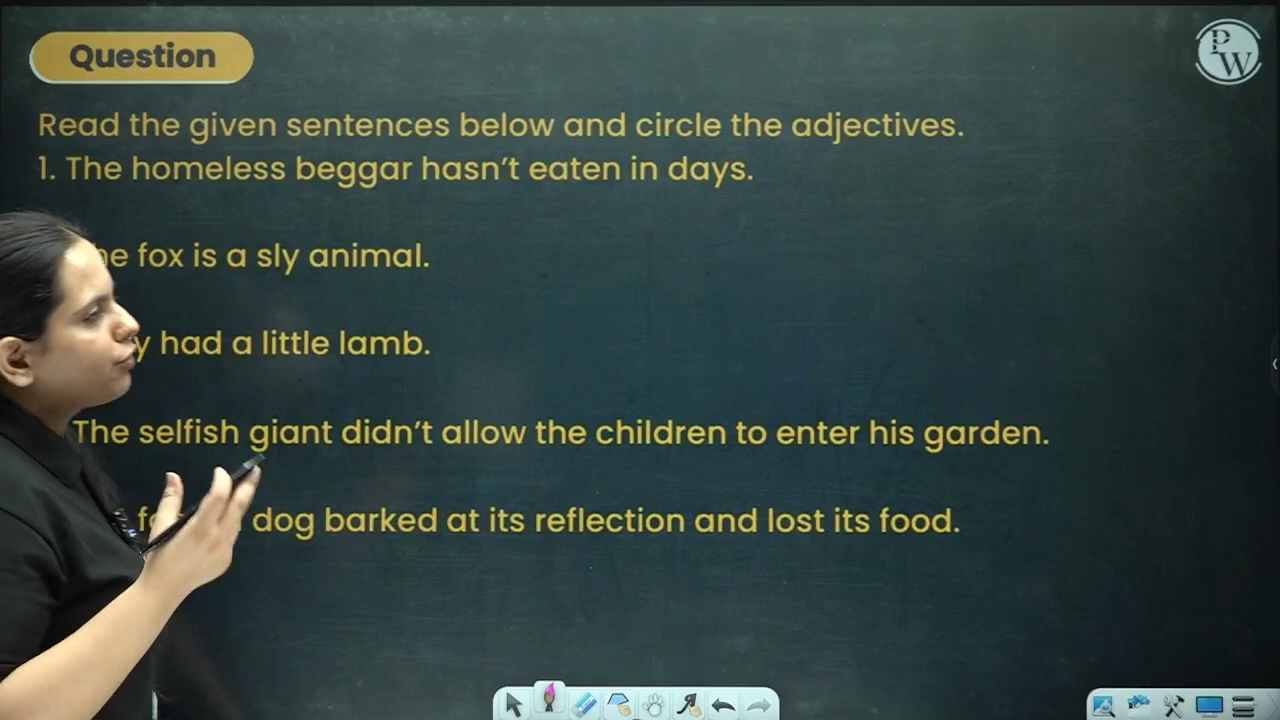 Question
PW
Read the given sentences below and circle the adjectives.
1. The homeless beggar hasn't eaten in days.
fox is a sly animal.
had a little lamb.
The selfish giant didn't allow the children to enter his garden.
dog barked at its reflection and lost its food.